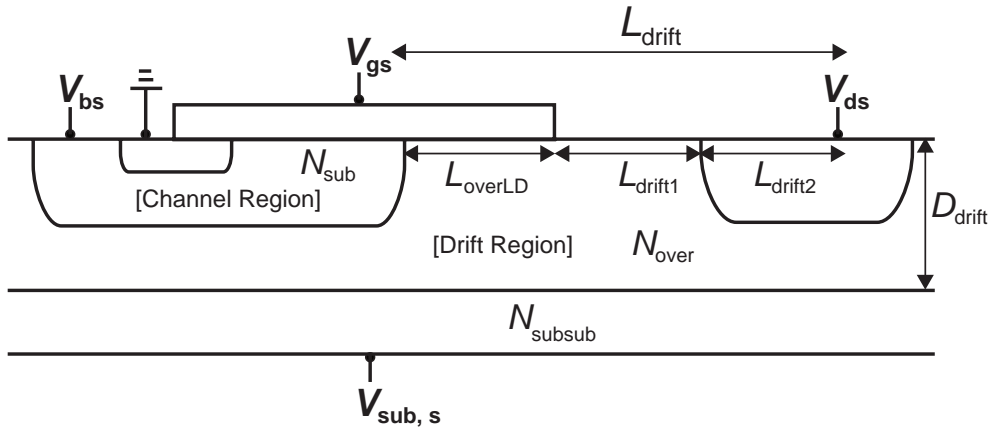 L_drift
V_gs
V_bs
V_ds
N_sub
L_overLD
L_drift1
L_drift2
[Channel Region]
D_drift
[Drift Region]
N_over
N_subsub
V_sub, s